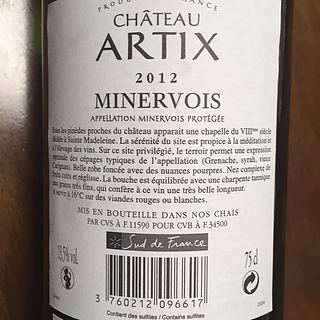 PRODUCE OF FRANCE
CHÂTEAU
ARTIX
2012
MINERVOIS
APPELLATION MINERVOIS PROTÉGÉE
Sous les pinèdes proches du château apparait une chapelle du VIIIème siècle
dédiée à Sainte Madeleine. La sérénité du site est propice à la méditation et
à l'élevage des vins. Sur ce site privilégié, le terroir permet une expression
optimale des cépages typiques de l'appellation (Grenache, syrah, vieux
Carignan). Belle robe foncée avec des nuances pourpres. Nez complexe de
fruits cuits et réglisse. La bouche est équilibrée avec une charpente tannique
aux grains très fins, qui confère à ce vin une très belle longueur.
A servir à 16°C sur des viandes rouges ou blanches.
MIS EN BOUTEILLE DANS NOS CHAIS
PAR CVS À F.11590 POUR CVB À F.34500
Sud de France
13,5% vol.
75 cl
3 760212 096617
Contient des sulfites / Contains sulfites